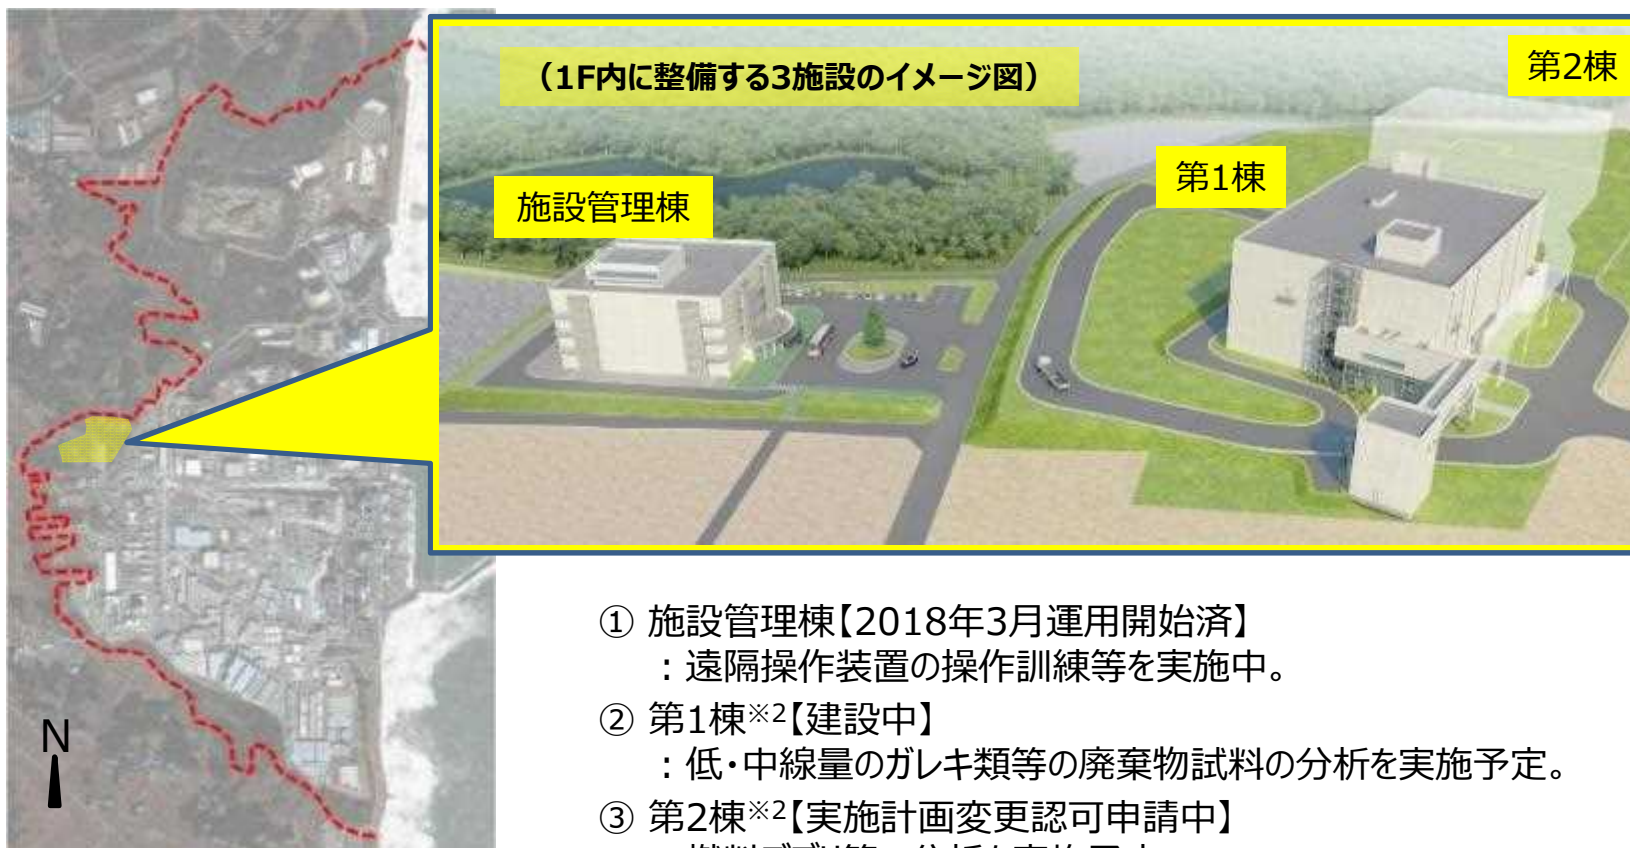 （1F内に整備する3施設のイメージ図）
第2棟
第1棟
施設管理棟
N
① 施設管理棟【2018年3月運用開始済】
：遠隔操作装置の操作訓練等を実施中。
② 第1棟※2【建設中】
：低・中線量のガレキ類等の廃棄物試料の分析を実施予定。
③ 第2棟※2【実施計画変更認可申請中】